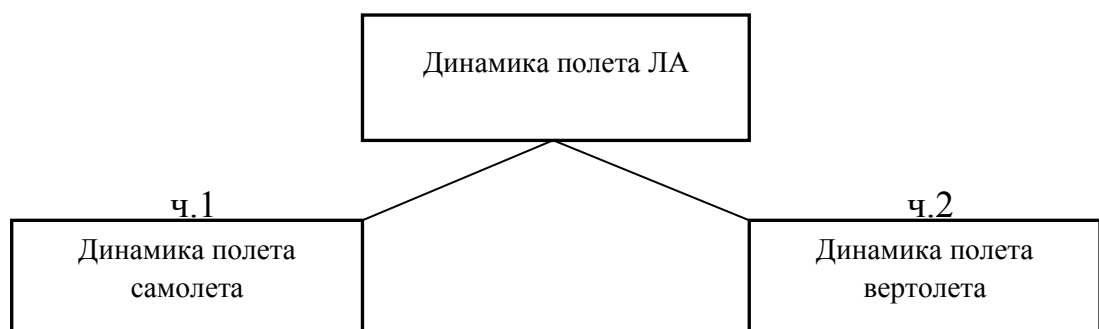 Динамика полета ЛА
ч.1
ч.2
Динамика полета
самолета
Динамика полета
вертолета